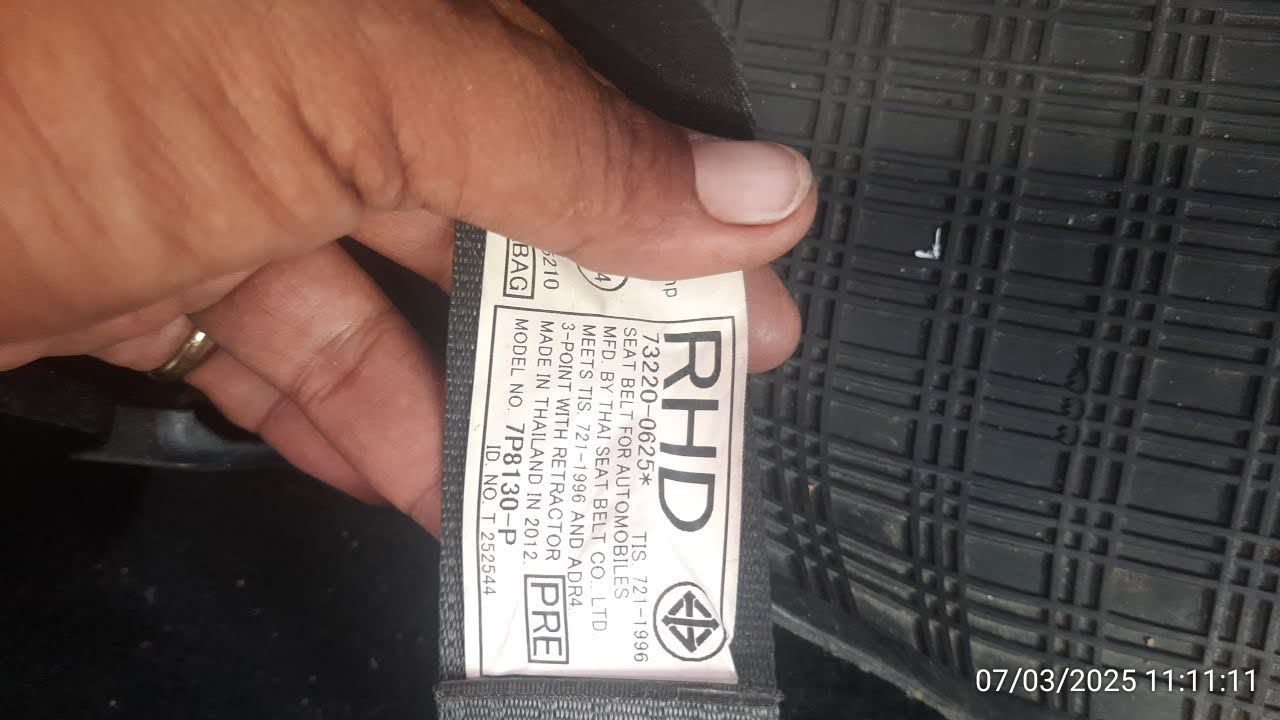 BAG
210
4
RHD
73220-0625* TIS. 721-1996
SEAT BELT FOR AUTOMOBILES
MFD. BY THAI SEAT BELT CO., LTD
MEETS TIS. 721-1996 AND ADR4
3-POINT WITH RETRACTOR
MADE IN THAILAND IN 2012. PRE
MODEL NO. 7P8130-P
ID. NO. T 252544
07/03/2025 11:11:11